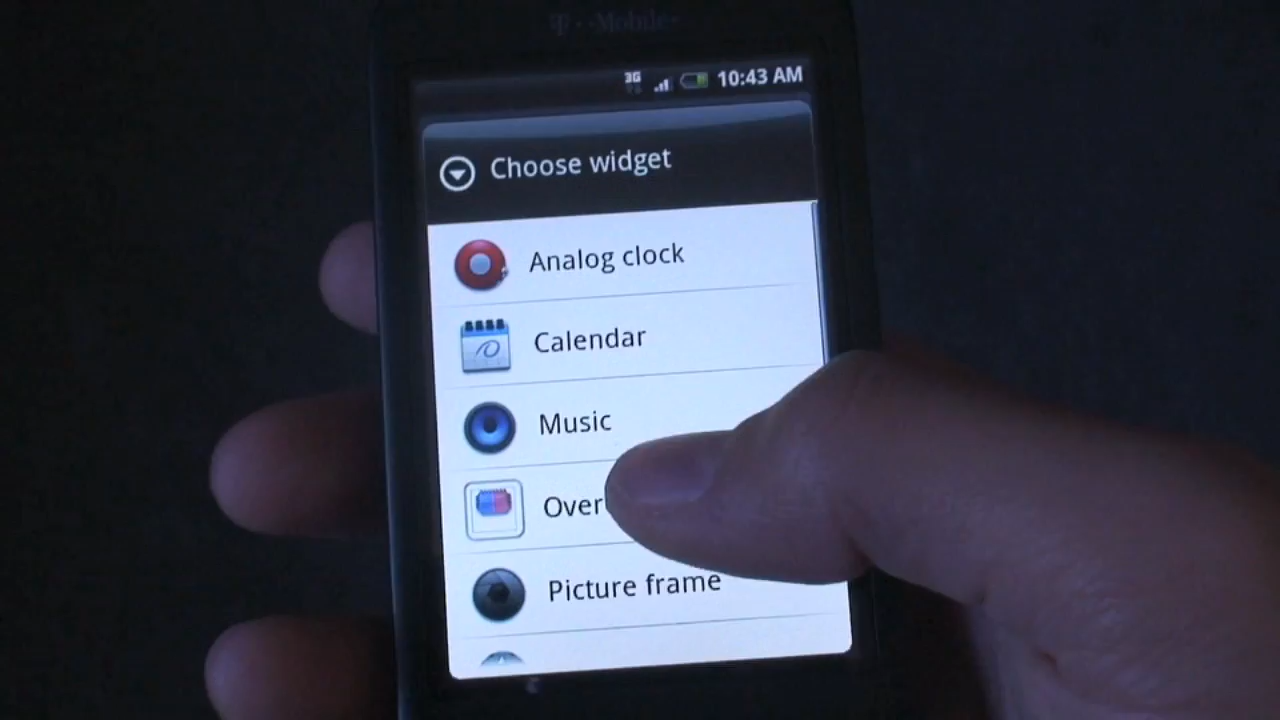 T · ·Mobile·
3G 10:43 AM
Choose widget
Analog clock
Calendar
Music
Over
Picture frame